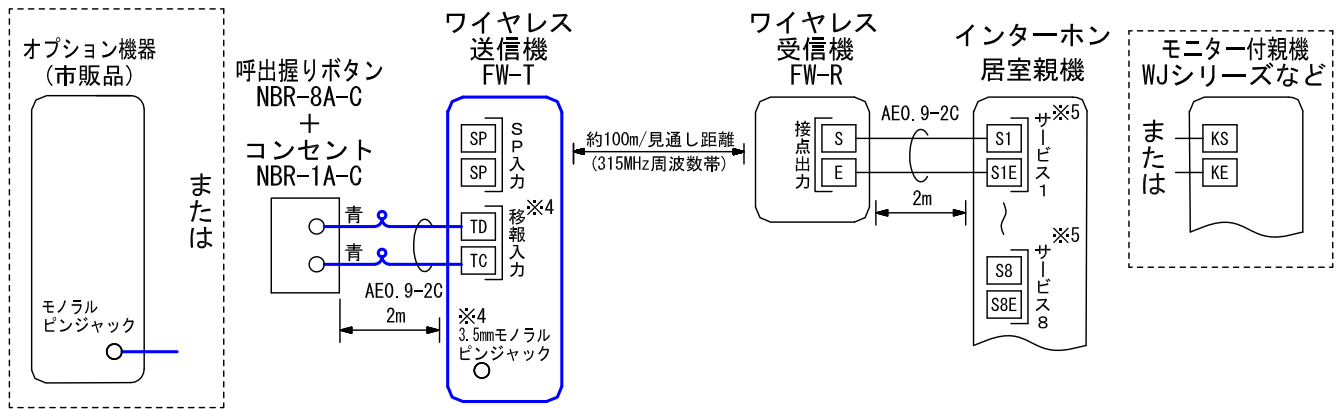 オプション機器
(市販品)
モノラル
ピンジャック
または
呼出握りボタン
NBR-8A-C
+
コンセント
NBR-1A-C
青
青
AE0.9-2C
2m
ワイヤレス
送信機
FW-T
SP
SP
SP入力
TD
TC
移報入力
※4
※4
3.5mmモノラル
ピンジャック
約100m/見通し距離
(315MHz周波数帯)
ワイヤレス
受信機
FW-R
接点出力
S
E
AE0.9-2C
2m
インターホン
居室親機
※5
S1
S1E
サービス1
※5
S8
S8E
サービス8
または
モニター付親機
WJシリーズなど
KS
KE